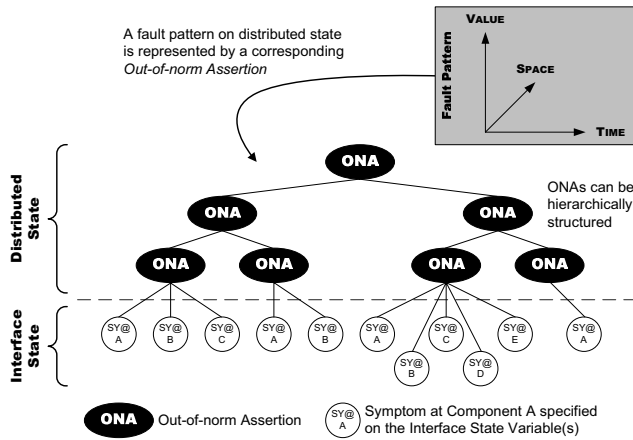 A fault pattern on distributed state
is represented by a corresponding
Out-of-norm Assertion
Fault Pattern
VALUE
SPACE
TIME
Distributed
State
ONA
ONAs can be
hierarchically
structured
ONA
ONA
ONA
ONA
ONA
ONA
Interface
State
SY@
A
SY@
B
SY@
C
SY@
A
SY@
B
SY@
A
SY@
C
SY@
E
SY@
A
SY@
B
SY@
D
ONA
Out-of-norm Assertion
SY@
A
Symptom at Component A specified
on the Interface State Variable(s)